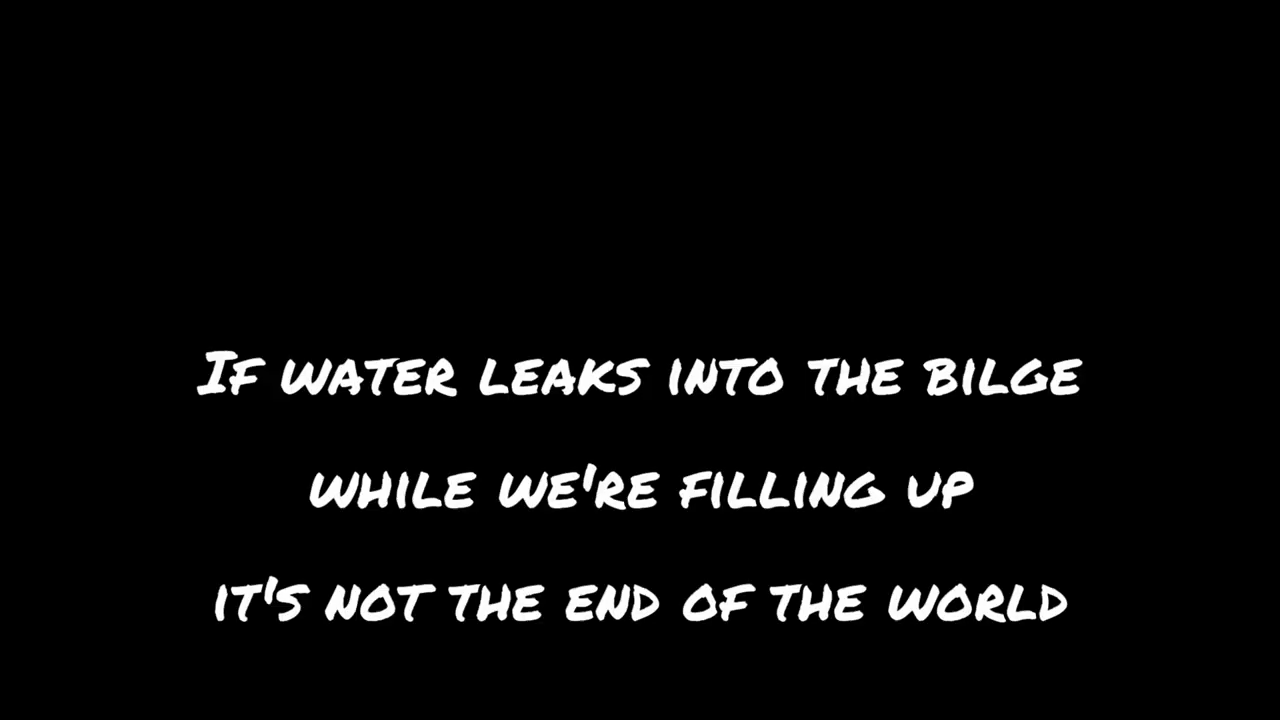 If water leaks into the bilge
while we're filling up
it's not the end of the world